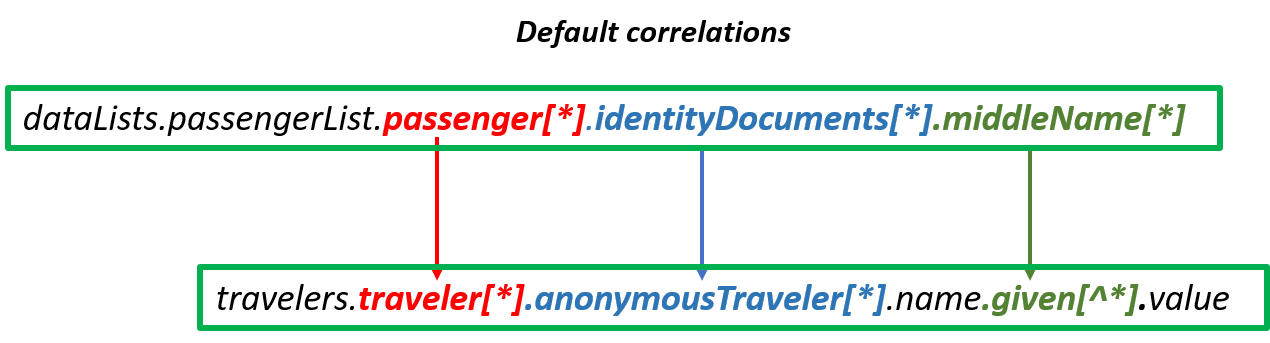 Default correlations
dataLists.passengerList.passenger[*].identityDocuments[*].middleName[*]
travelers.traveler[*].anonymousTraveler[*].name.given[^*].value